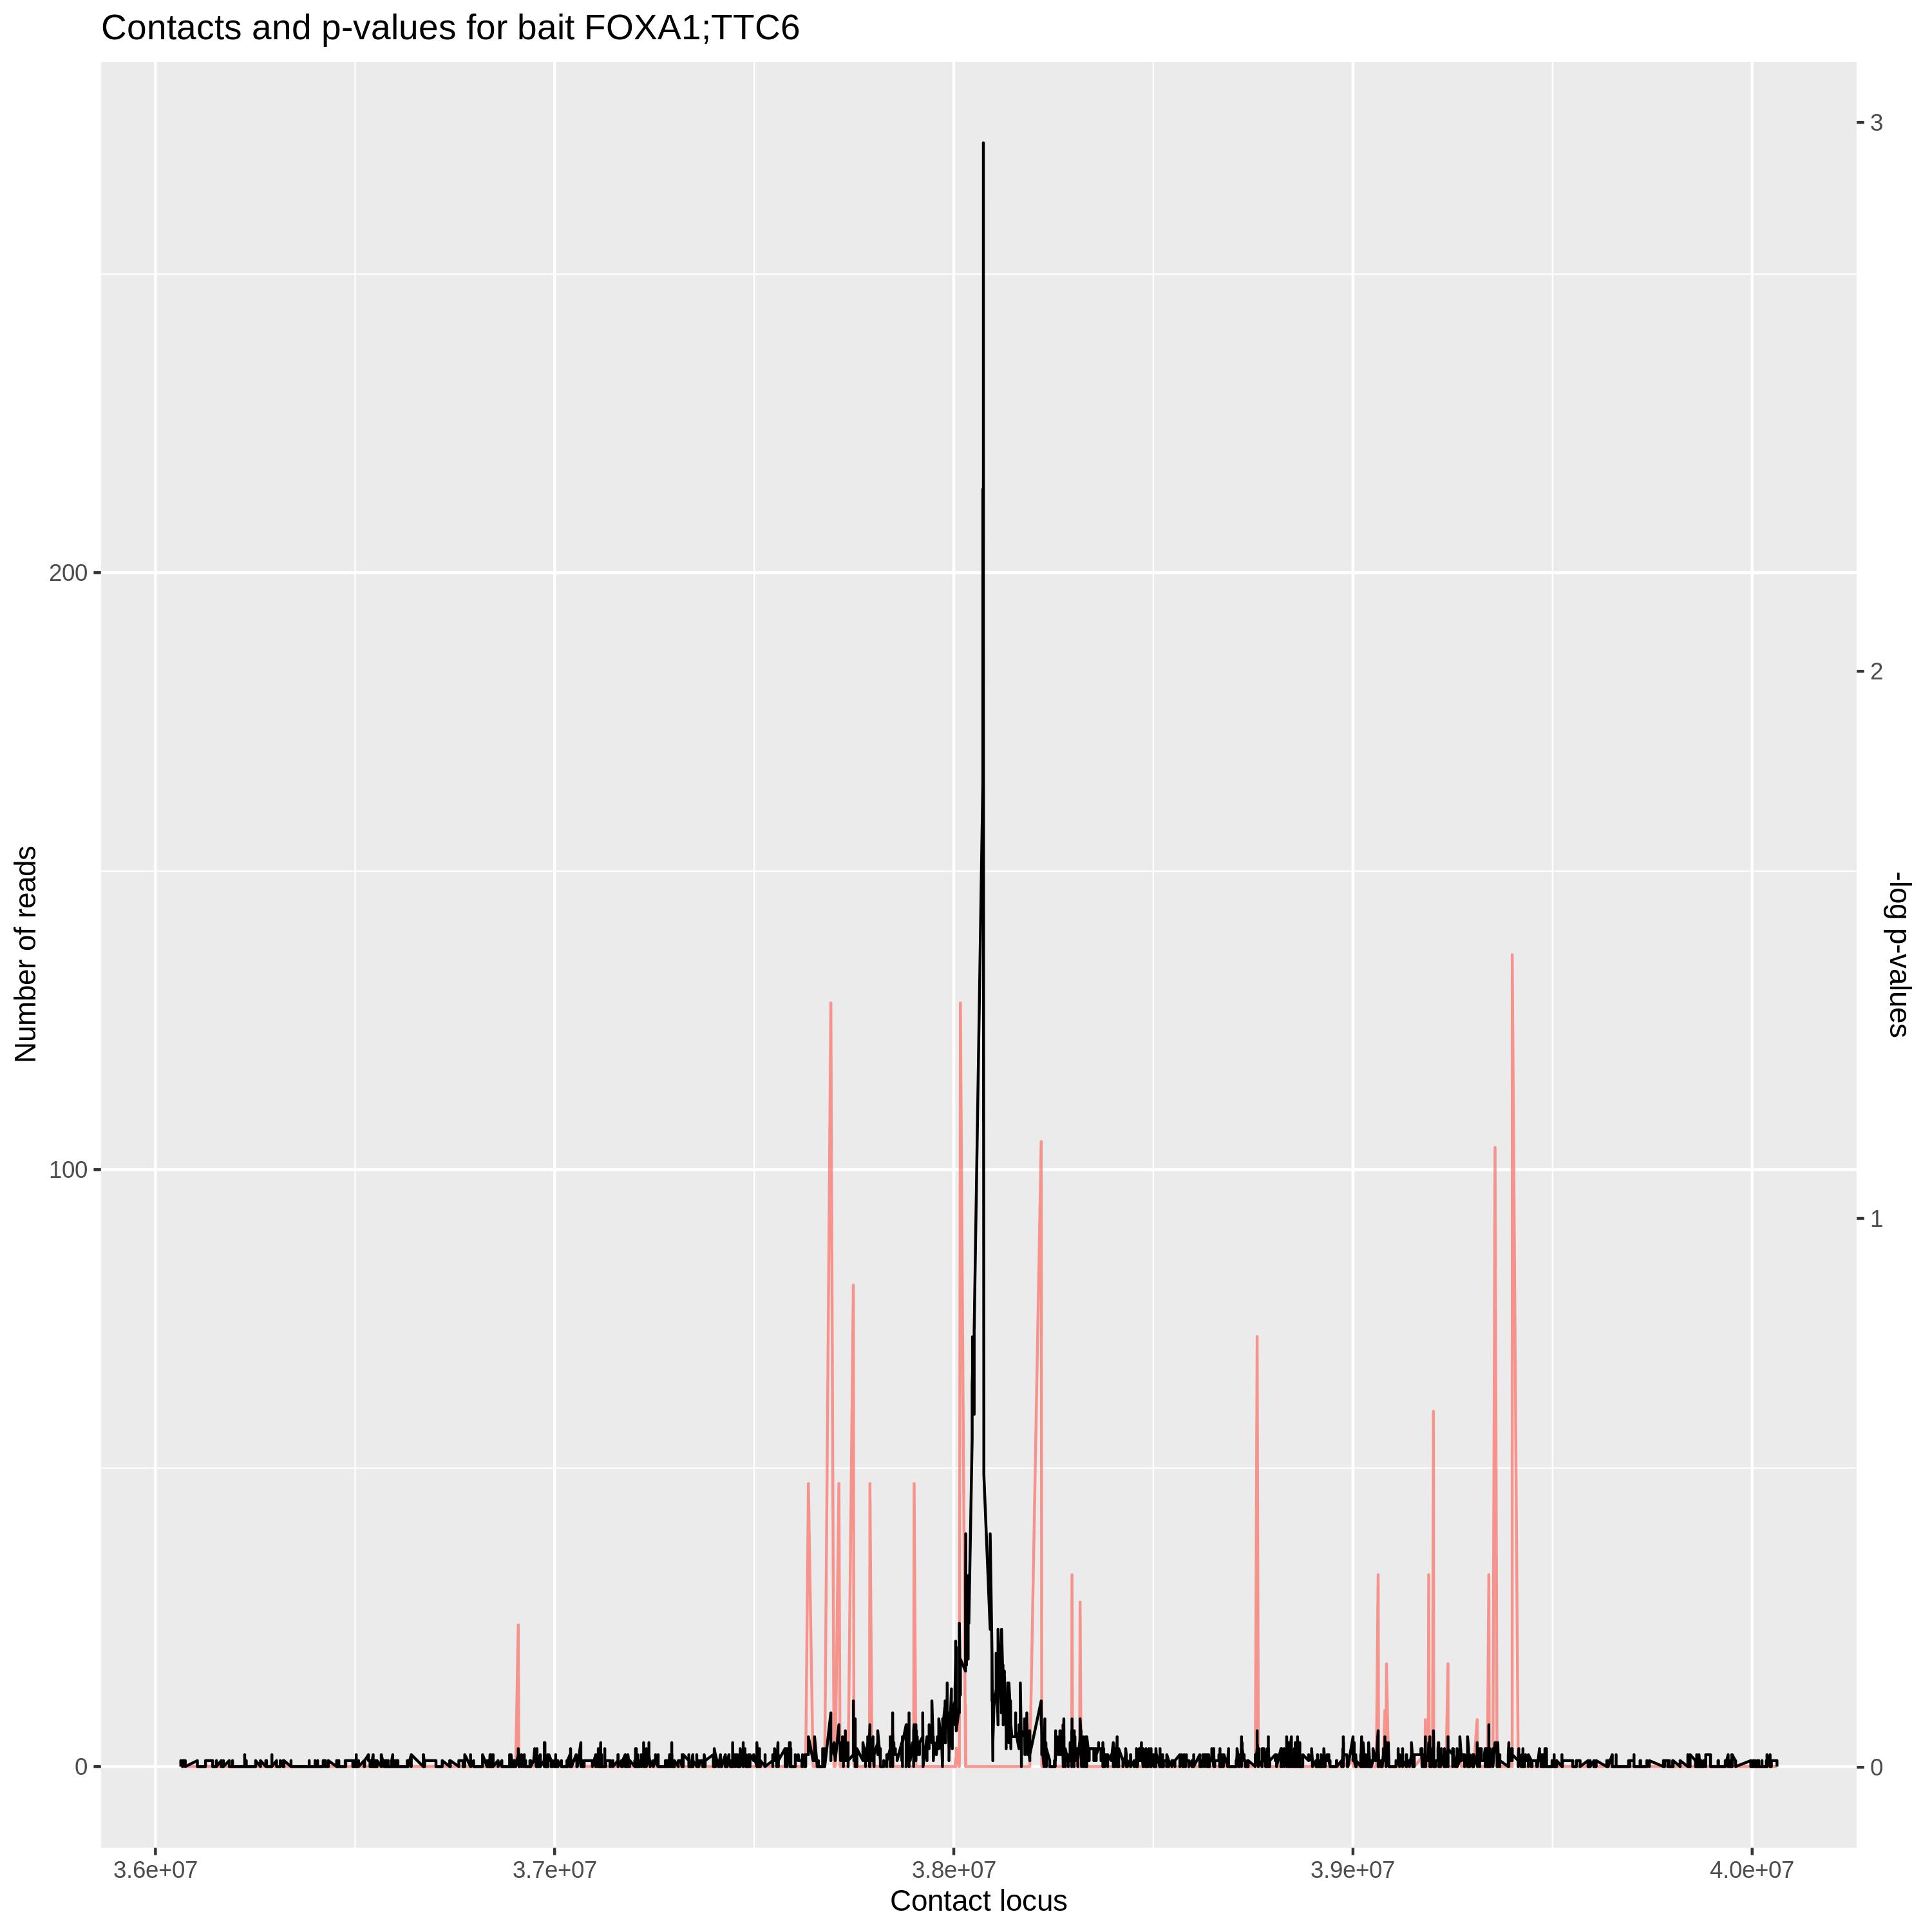 Contacts and p-values for bait FOXA1;TTC6
3
200
2
Number of reads
-log p-values
1
100
0
0
3.6e+07
3.7e+07
3.8e+07
3.9e+07
4.0e+07
Contact locus